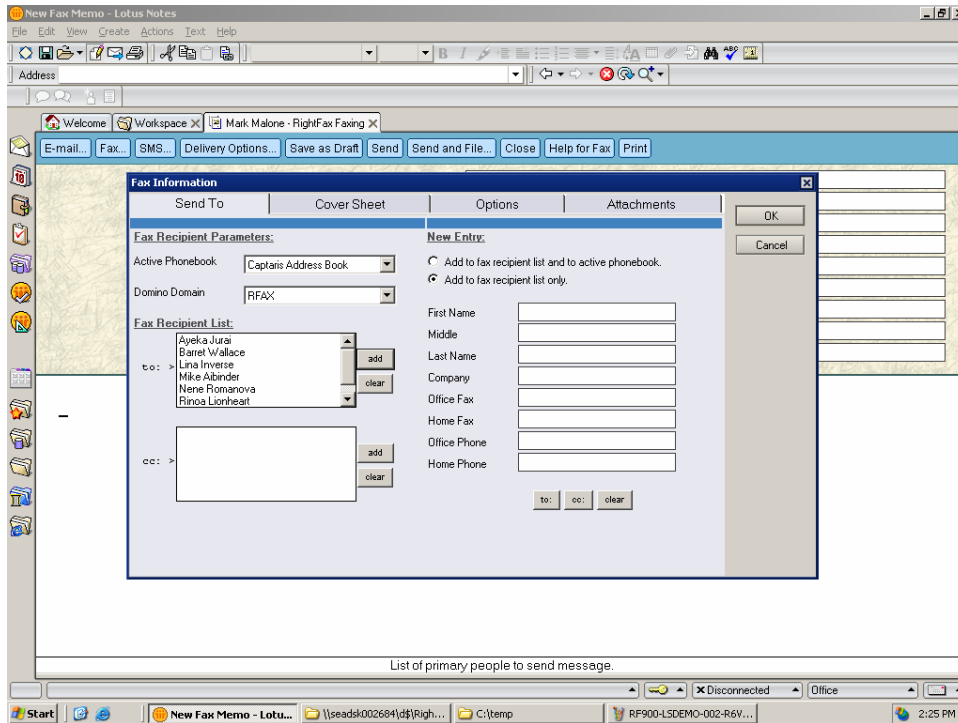 New Fax Memo - Lotus Notes
File Edit View Create Actions Text Help
Address
Welcome Workspace Mark Malone - RightFax Faxing
E-mail... Fax... SMS... Delivery Options... Save as Draft Send Send and File... Close Help for Fax Print
Fax Information
Send To Cover Sheet Options Attachments
OK
Cancel
Fax Recipient Parameters:
Active Phonebook Captaris Address Book
Domino Domain RFAX
Fax Recipient List:
to: >
Ayeka Jurai
Barret Wallace
Lina Inverse
Mike Aibinder
Nene Romanova
Rinoa Lionheart
add
clear
cc: >
add
clear
New Entry:
Add to fax recipient list and to active phonebook.
Add to fax recipient list only.
First Name
Middle
Last Name
Company
Office Fax
Home Fax
Office Phone
Home Phone
to: cc: clear
List of primary people to send message.
Disconnected Office
Start New Fax Memo - Lotu... \\seadsk002684\d$\Righ... C:\temp RF900-LSDEMO-002-R6V... 2:25 PM